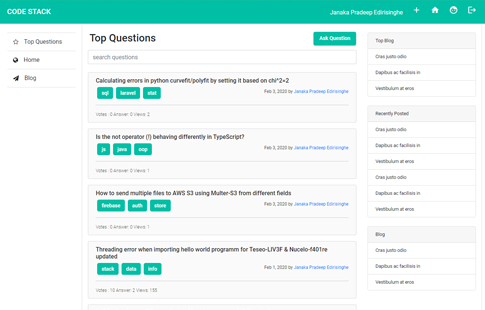 CODE STACK
Janaka Pradeep Edirisinghe
Top Questions
Home
Blog
Top Questions
Ask Question
search questions
Calculating errors in python curvefit/polyfit by setting it based on chi^2=2
aql laravel stat
Feb 3, 2020 by Janaka Pradeep Edirisinghe
Votes : 0 Answer: 0 Views: 2
Is the not operator (!) behaving differently in TypeScript?
js java oop
Feb 3, 2020 by Janaka Pradeep Edirisinghe
Votes : 0 Answer: 0 Views: 1
How to send multiple files to AWS S3 using Multer-S3 from different fields
firebase auth store
Feb 3, 2020 by Janaka Pradeep Edirisinghe
Votes : 0 Answer: 0 Views: 1
Threading error when importing hello world programm for Teseo-LIV3F & Nucelo-f401re
updated
stack data info
Feb 1, 2020 by Janaka Pradeep Edirisinghe
Votes : 10 Answer: 2 Views: 155
Top Blog
Cras justo odio
Dapibus ac facilisis in
Vestibulum at eros
Recently Posted
Cras justo odio
Dapibus ac facilisis in
Vestibulum at eros
Cras justo odio
Dapibus ac facilisis in
Vestibulum at eros
Blog
Cras justo odio
Dapibus ac facilisis in
Vestibulum at eros